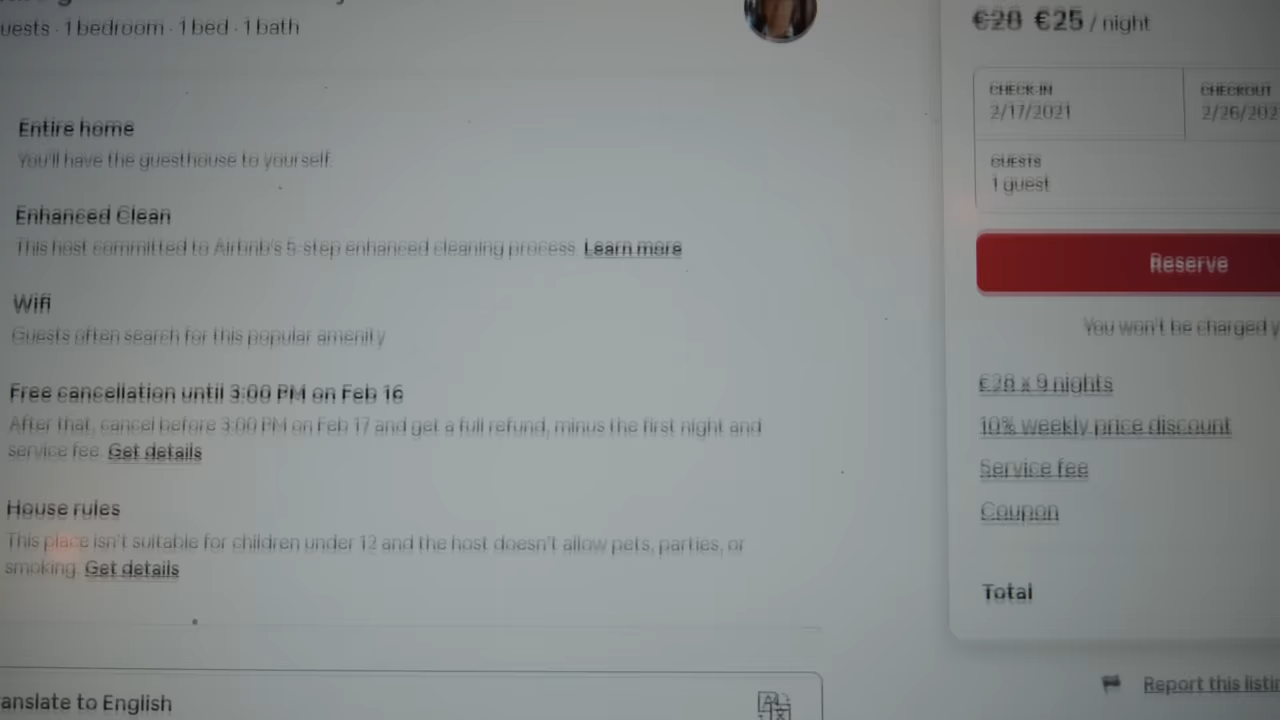 uests · 1 bedroom · 1 bed · 1 bath
Entire home
You'll have the guesthouse to yourself.
Enhanced Clean
This host committed to Airbnb's 5-step enhanced cleaning process. Learn more
Wifi
Guests often search for this popular amenity
Free cancellation until 3:00 PM on Feb 16
After that, cancel before 3:00 PM on Feb 17 and get a full refund, minus the first night and
service fee. Get details
House rules
This place isn't suitable for children under 12 and the host doesn't allow pets, parties, or
smoking. Get details
anslate to English
€28 €25 / night
CHECK-IN
2/17/2021
CHECKOUT
2/26/202
GUESTS
1 guest
Reserve
You won't be charged y
€28 x 9 nights
10% weekly price discount
Service fee
Coupon
Total
Report this listi